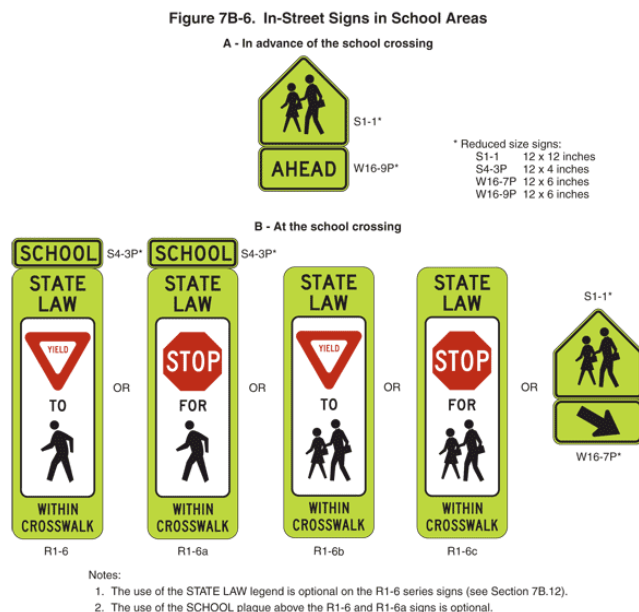 Figure 7B-6. In-Street Signs in School Areas
A - In advance of the school crossing
S1-1*
AHEAD
W16-9P*
* Reduced size signs:
S1-1 12 x 12 inches
S4-3P 12 x 4 inches
W16-7P 12 x 6 inches
W16-9P 12 x 6 inches
B - At the school crossing
SCHOOL
S4-3P*
STATE
LAW
YIELD
TO
WITHIN
CROSSWALK
R1-6
OR
SCHOOL
S4-3P*
STATE
LAW
STOP
FOR
WITHIN
CROSSWALK
R1-6a
OR
STATE
LAW
YIELD
TO
WITHIN
CROSSWALK
R1-6b
OR
STATE
LAW
STOP
FOR
WITHIN
CROSSWALK
R1-6c
OR
S1-1*
W16-7P*
Notes:
1. The use of the STATE LAW legend is optional on the R1-6 series signs (see Section 7B.12).
2. The use of the SCHOOL plaque above the R1-6 and R1-6a signs is optional.